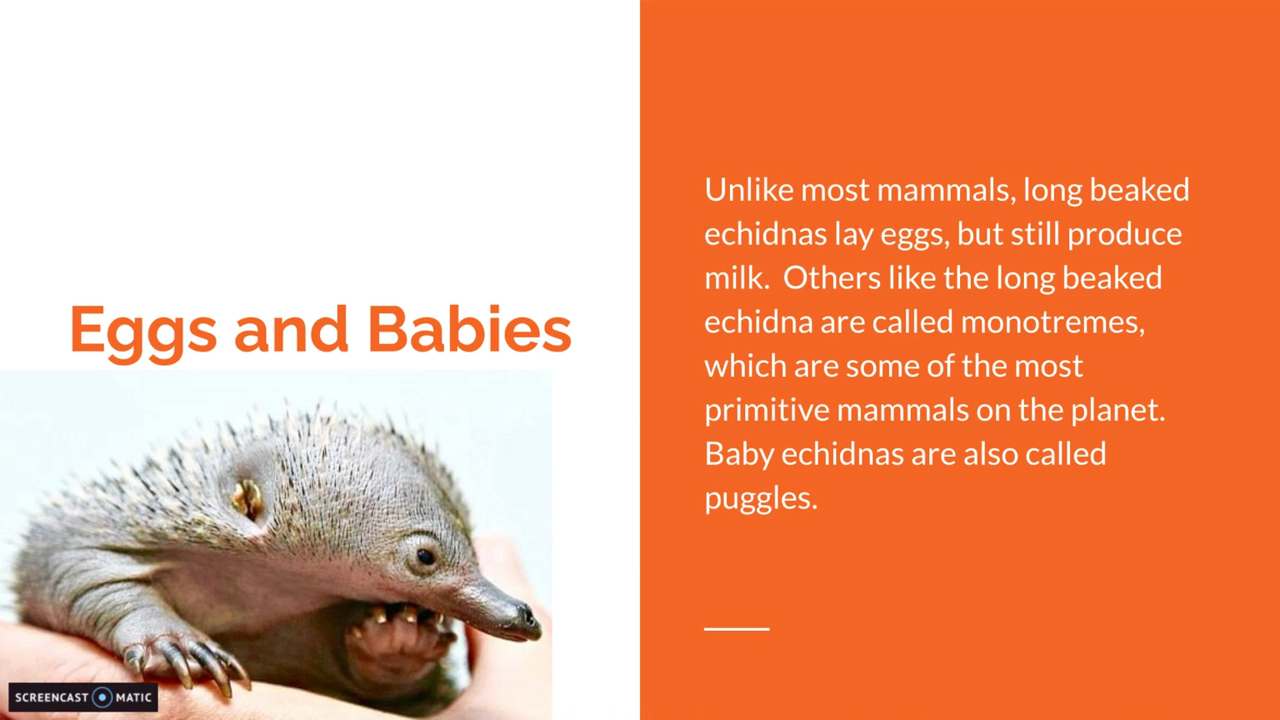 Eggs and Babies
Unlike most mammals, long beaked
echidnas lay eggs, but still produce
milk.  Others like the long beaked
echidna are called monotremes,
which are some of the most
primitive mammals on the planet.
Baby echidnas are also called
puggles.
SCREENCAST MATIC